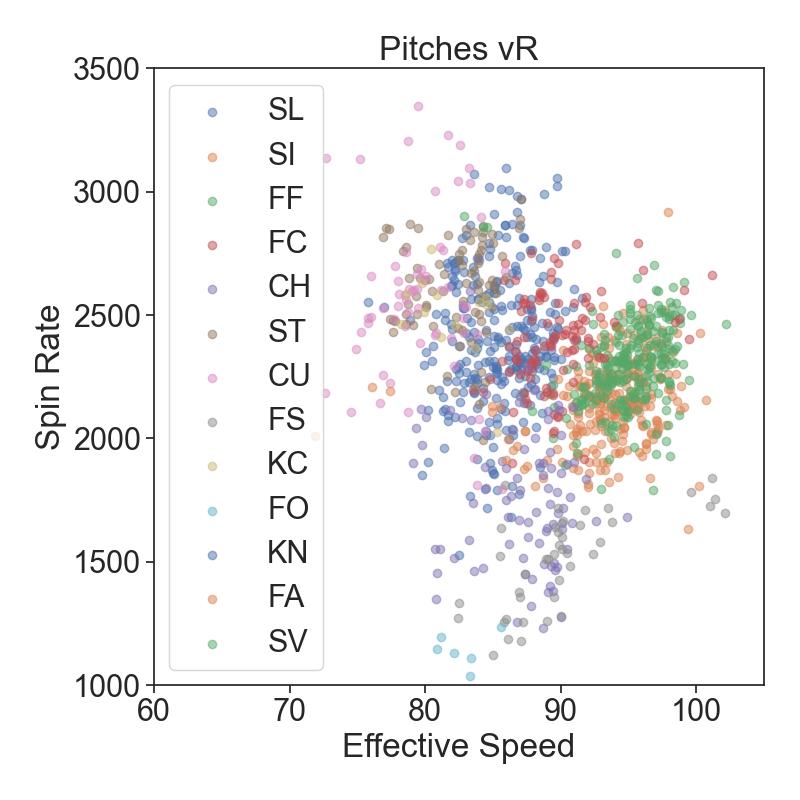 Pitches vR
3500
3000
2500
2000
1500
1000
Spin Rate
SL
SI
FF
FC
CH
ST
CU
FS
KC
FO
KN
FA
SV
60
70
80
90
100
Effective Speed